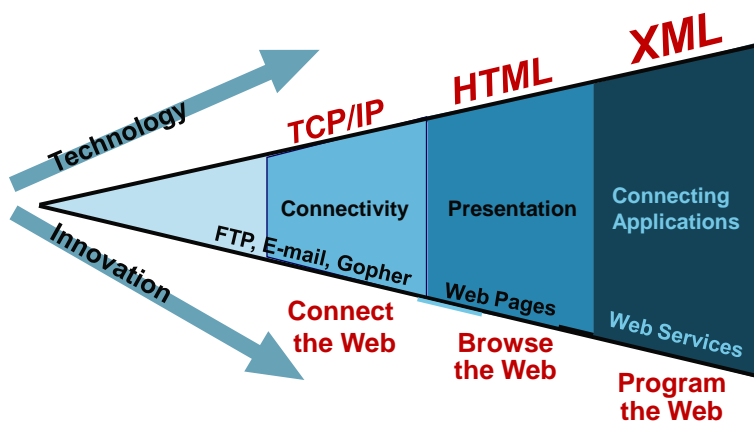 XML
HTML
TCP/IP
Technology
Connectivity
Presentation
Connecting
Applications
Innovation
FTP, E-mail, Gopher
Web Pages
Web Services
Connect
the Web
Browse
the Web
Program
the Web